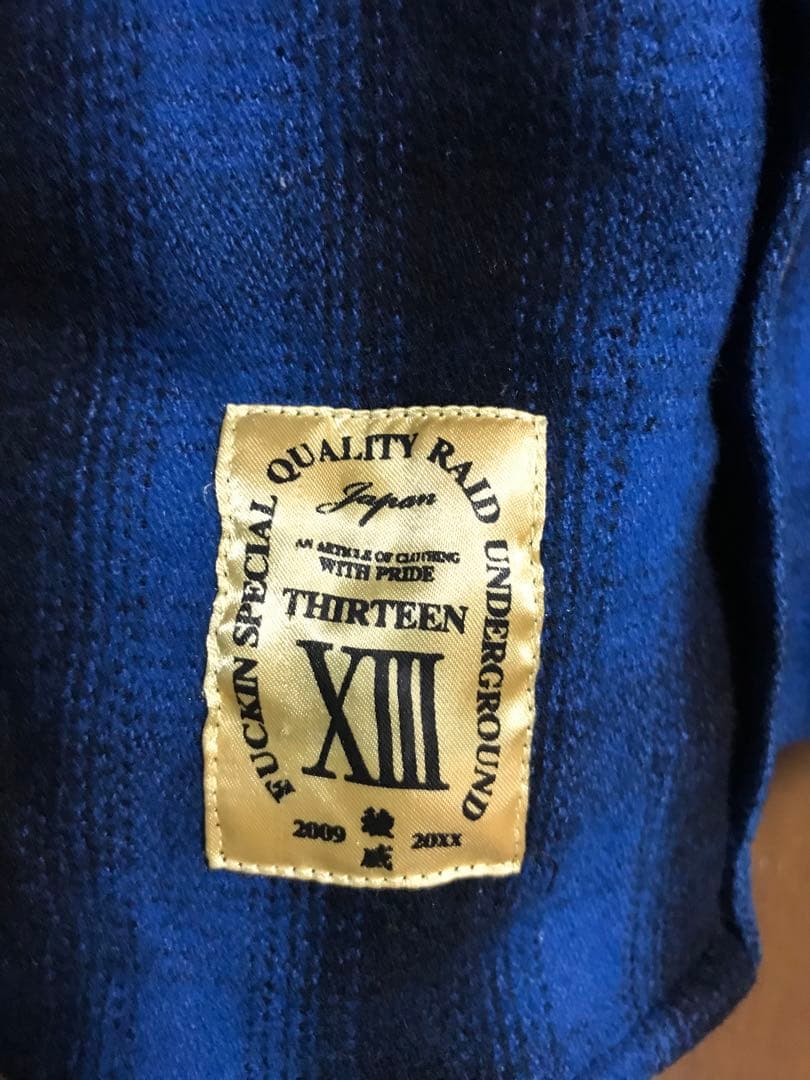 FUCKIN SPECIAL QUALITY RAID UNDERGROUND
Japan
AN ARTICLE OF CLOTHING
WITH PRIDE
THIRTEEN
XIII
2009 20XX